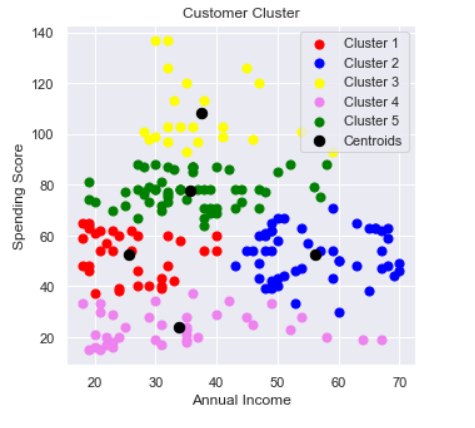 Customer Cluster
140
120
100
80
60
40
20
Spending Score
20
30
40
50
60
70
Annual Income
Cluster 1
Cluster 2
Cluster 3
Cluster 4
Cluster 5
Centroids